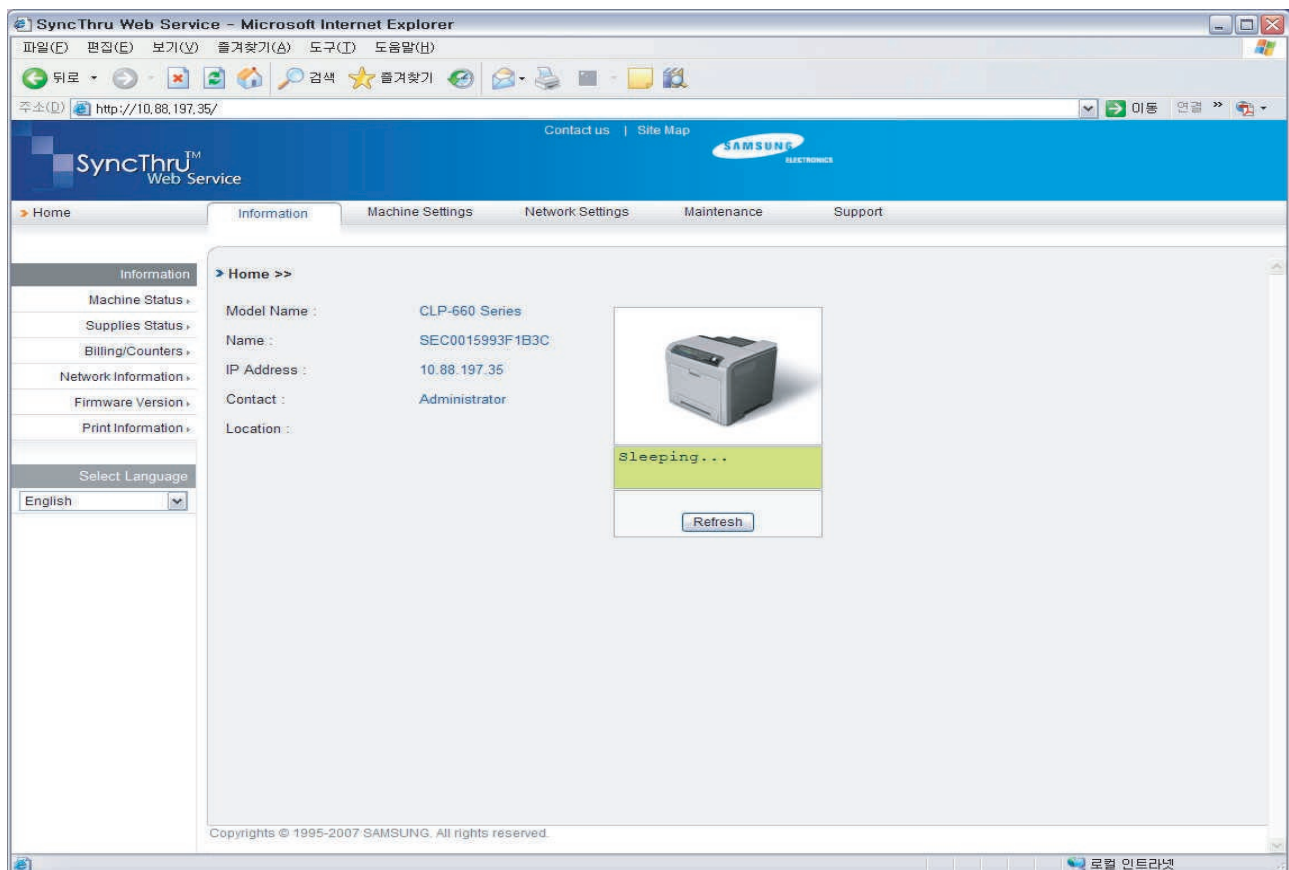 SyncThru Web Service - Microsoft Internet Explorer
파일(F) 편집(E) 보기(V) 즐겨찾기(A) 도구(T) 도움말(H)
뒤로 검색 즐겨찾기
주소(D) http://10.88.197.35/ 이동 연결 »
Contact us | Site Map
SAMSUNG
ELECTRONICS
SyncThru™
Web Service
Home Information Machine Settings Network Settings Maintenance Support
Information
Machine Status
Supplies Status
Billing/Counters
Network Information
Firmware Version
Print Information
Select Language
English
Home >>
Model Name : CLP-660 Series
Name : SEC0015993F1B3C
IP Address : 10.88.197.35
Contact : Administrator
Location :
Sleeping...
Refresh
Copyrights © 1995-2007 SAMSUNG. All rights reserved.
로컬 인트라넷